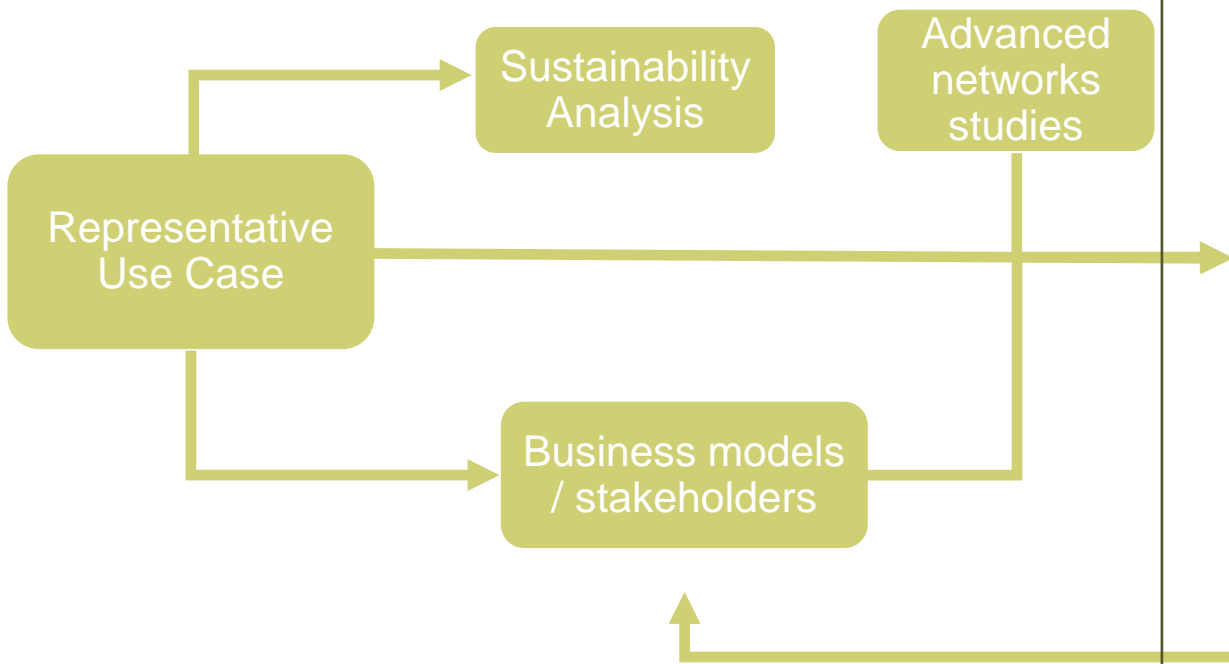 Sustainability
Analysis
Advanced
networks
studies
Representative
Use Case
Business models
/ stakeholders